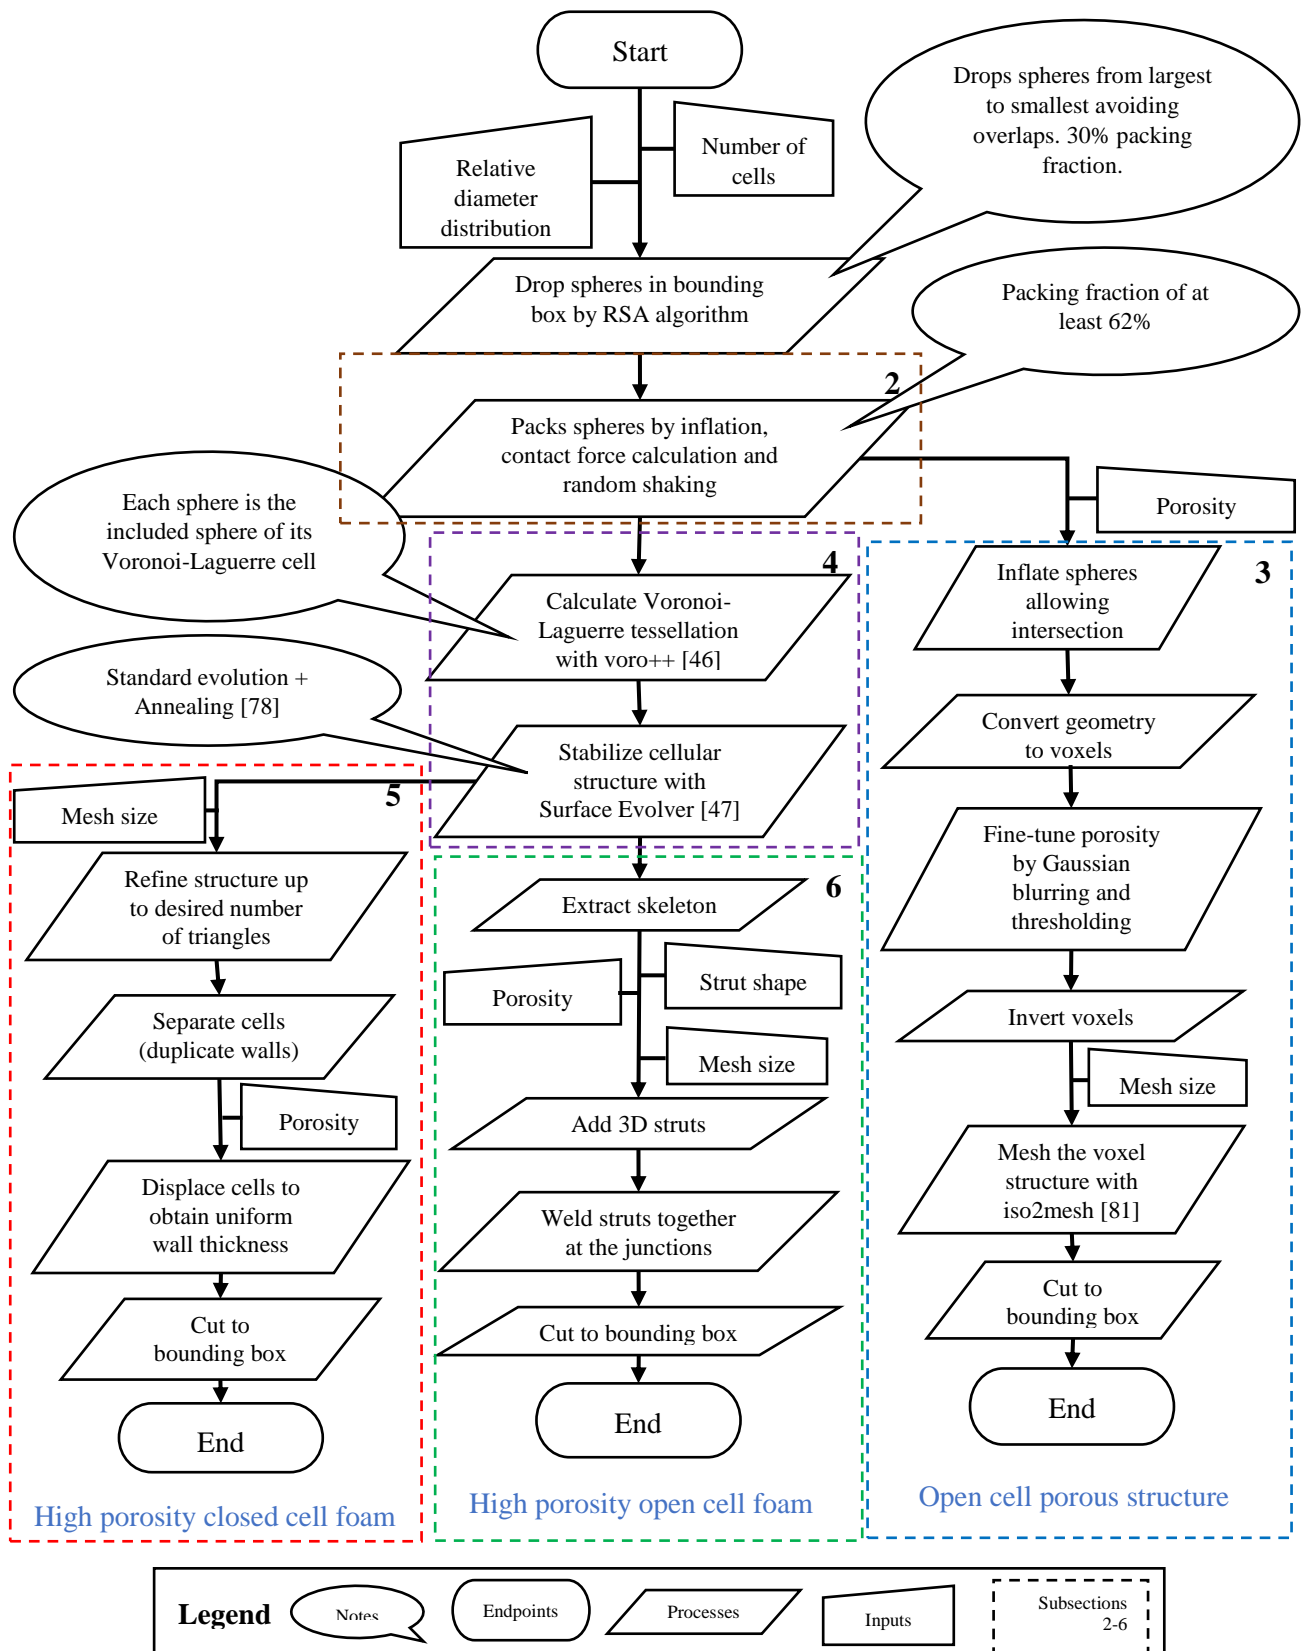 Start
Drops spheres from largest
to smallest avoiding
overlaps. 30% packing
fraction.
Number of
cells
Relative
diameter
distribution
Drop spheres in bounding
box by RSA algorithm
Packing fraction of at
least 62%
2
Packs spheres by inflation,
contact force calculation and
random shaking
Each sphere is the
included sphere of its
Voronoi-Laguerre cell
Porosity
4
Calculate Voronoi-
Laguerre tessellation
with voro++ [46]
3
Inflate spheres
allowing
intersection
Standard evolution +
Annealing [78]
Stabilize cellular
structure with
Surface Evolver [47]
Convert geometry
to voxels
5
Mesh size
Refine structure up
to desired number
of triangles
6
Extract skeleton
Fine-tune porosity
by Gaussian
blurring and
thresholding
Strut shape
Porosity
Mesh size
Separate cells
(duplicate walls)
Invert voxels
Mesh size
Porosity
Add 3D struts
Displace cells to
obtain uniform
wall thickness
Weld struts together
at the junctions
Mesh the voxel
structure with
iso2mesh [81]
Cut to
bounding box
Cut to bounding box
Cut to
bounding box
End
End
End
High porosity closed cell foam
High porosity open cell foam
Open cell porous structure
Legend
Notes
Endpoints
Processes
Inputs
Subsections
2-6